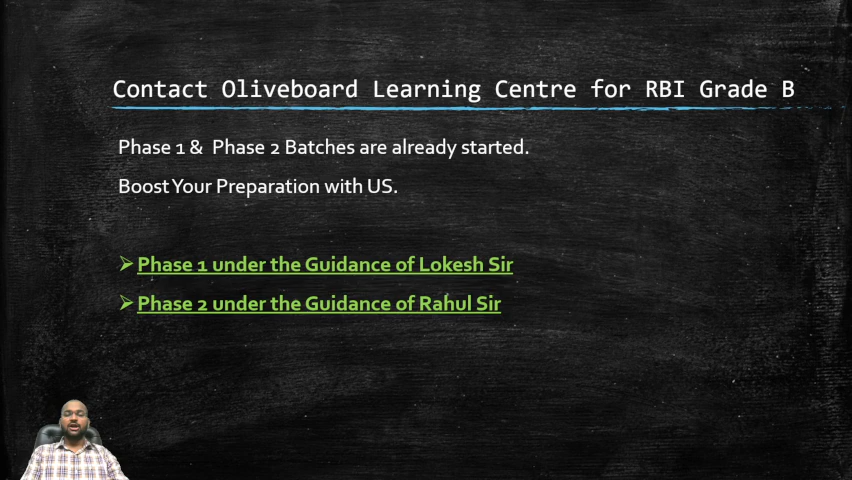 Contact Oliveboard Learning Centre for RBI Grade B
Phase 1 & Phase 2 Batches are already started.
Boost Your Preparation with US.
➢ Phase 1 under the Guidance of Lokesh Sir
➢ Phase 2 under the Guidance of Rahul Sir